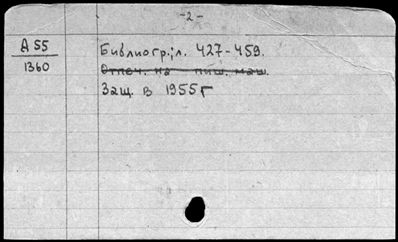 -2-
А 55
1360
Библиогр.: л. 427-459.
Отпеч. на пиш. маш.
Защ. в 1955 г